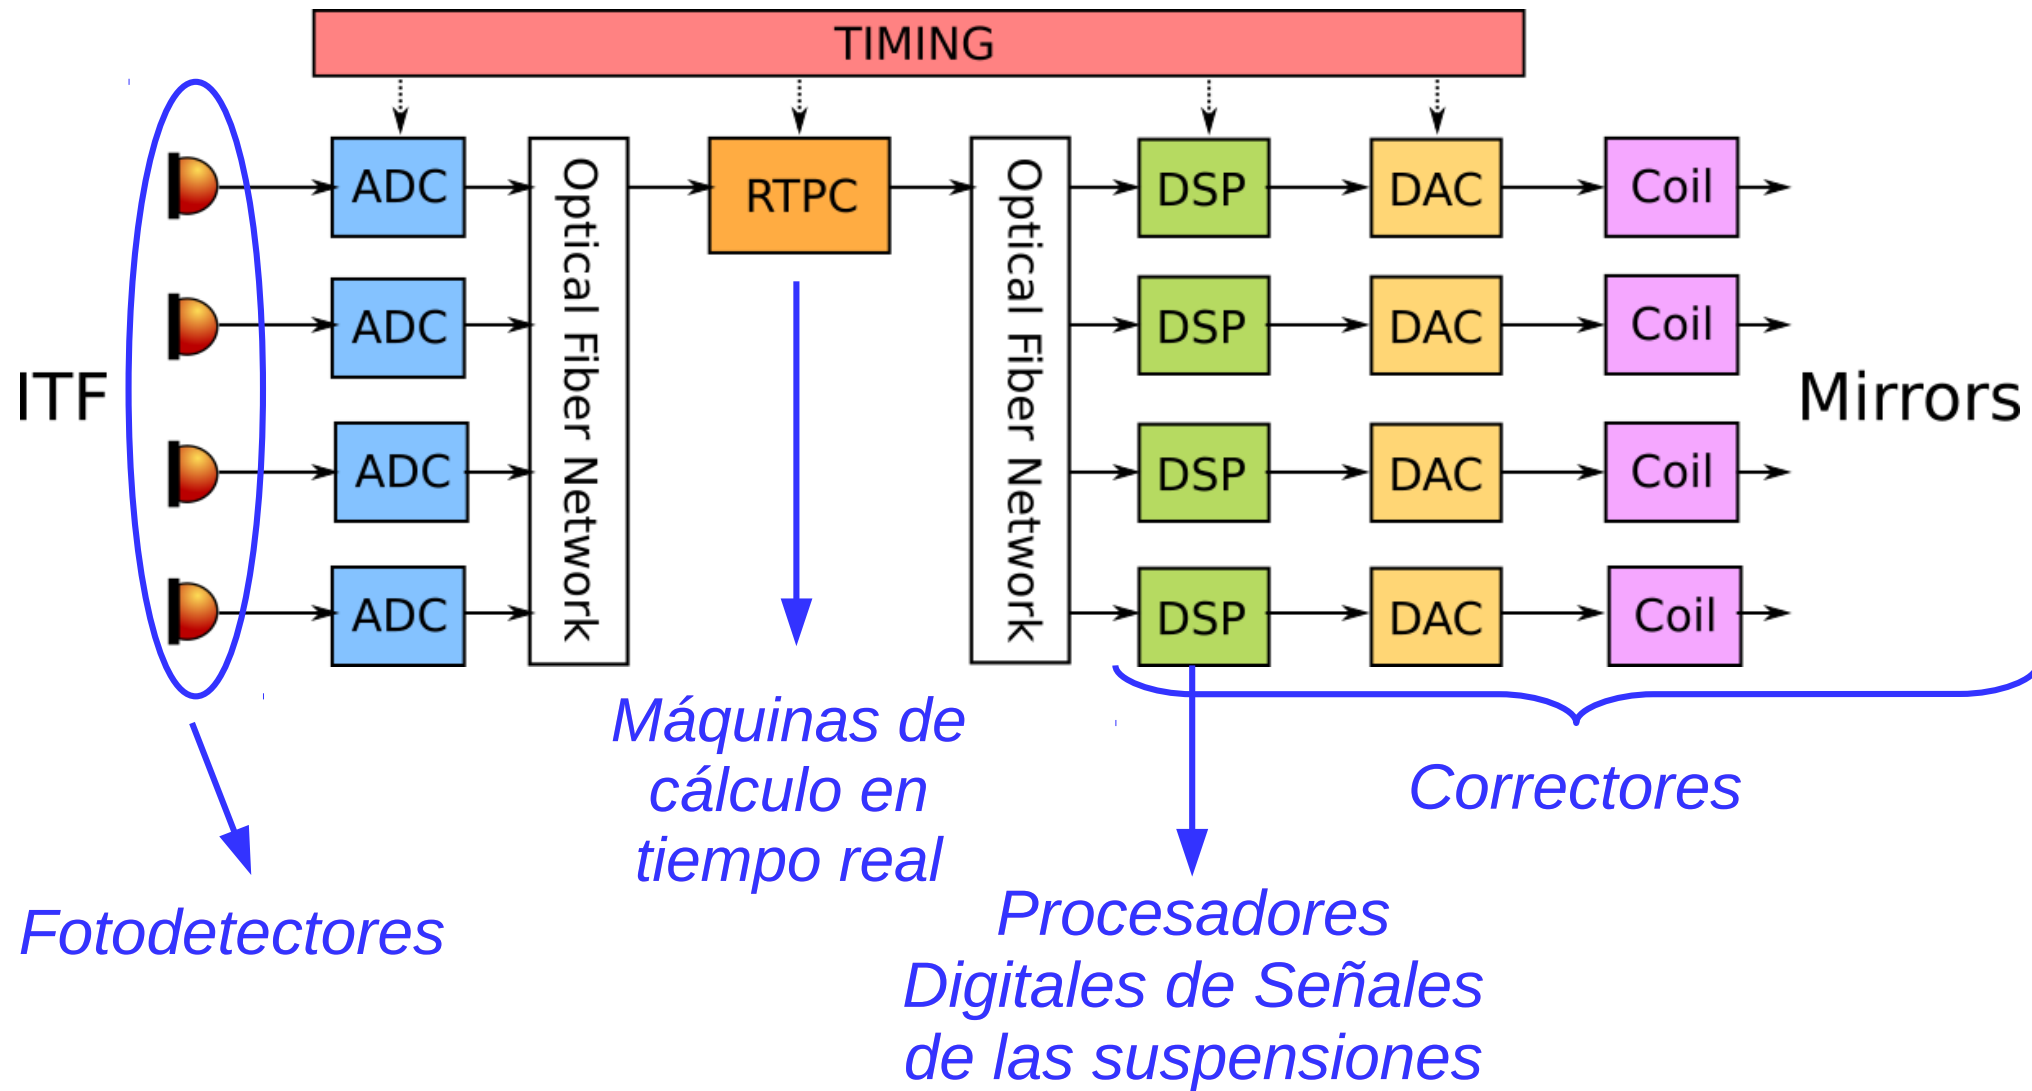 TIMING
ADC
Optical Fiber Network
RTPC
Optical Fiber Network
DSP
DAC
Coil
ADC
DSP
DAC
Coil
ITF
Mirrors
ADC
DSP
DAC
Coil
ADC
DSP
DAC
Coil
Máquinas de
cálculo en
tiempo real
Correctores
Fotodetectores
Procesadores
Digitales de Señales
de las suspensiones